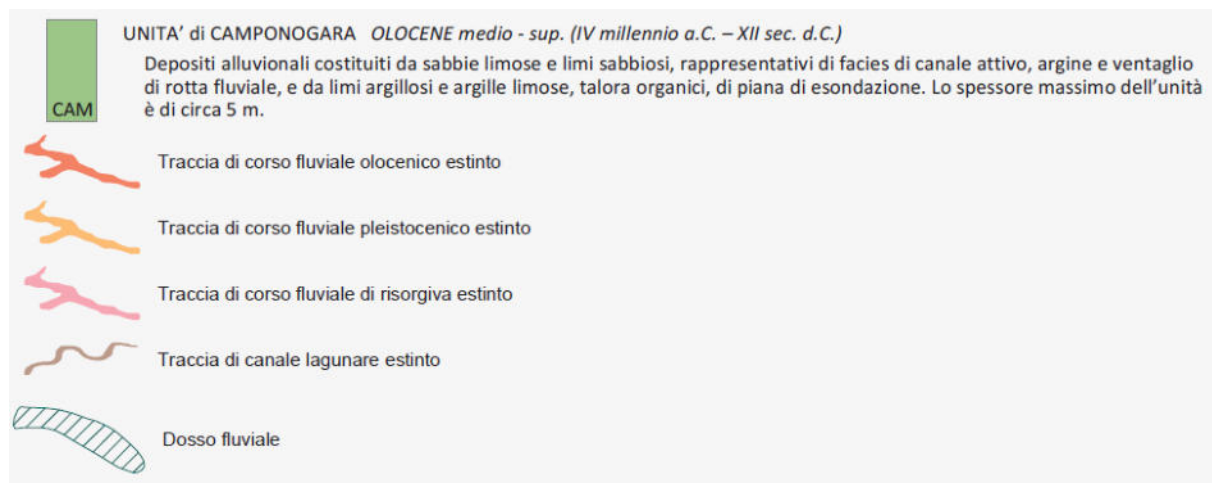 UNITA' di CAMPONOGARA OLOCENE medio - sup. (IV millennio a.C. – XII sec. d.C.)
Depositi alluvionali costituiti da sabbie limose e limi sabbiosi, rappresentativi di facies di canale attivo, argine e ventaglio
di rotta fluviale, e da limi argillosi e argille limose, talora organici, di piana di esondazione. Lo spessore massimo dell'unità
è di circa 5 m.
CAM
Traccia di corso fluviale olocenico estinto
Traccia di corso fluviale pleistocenico estinto
Traccia di corso fluviale di risorgiva estinto
Traccia di canale lagunare estinto
Dosso fluviale